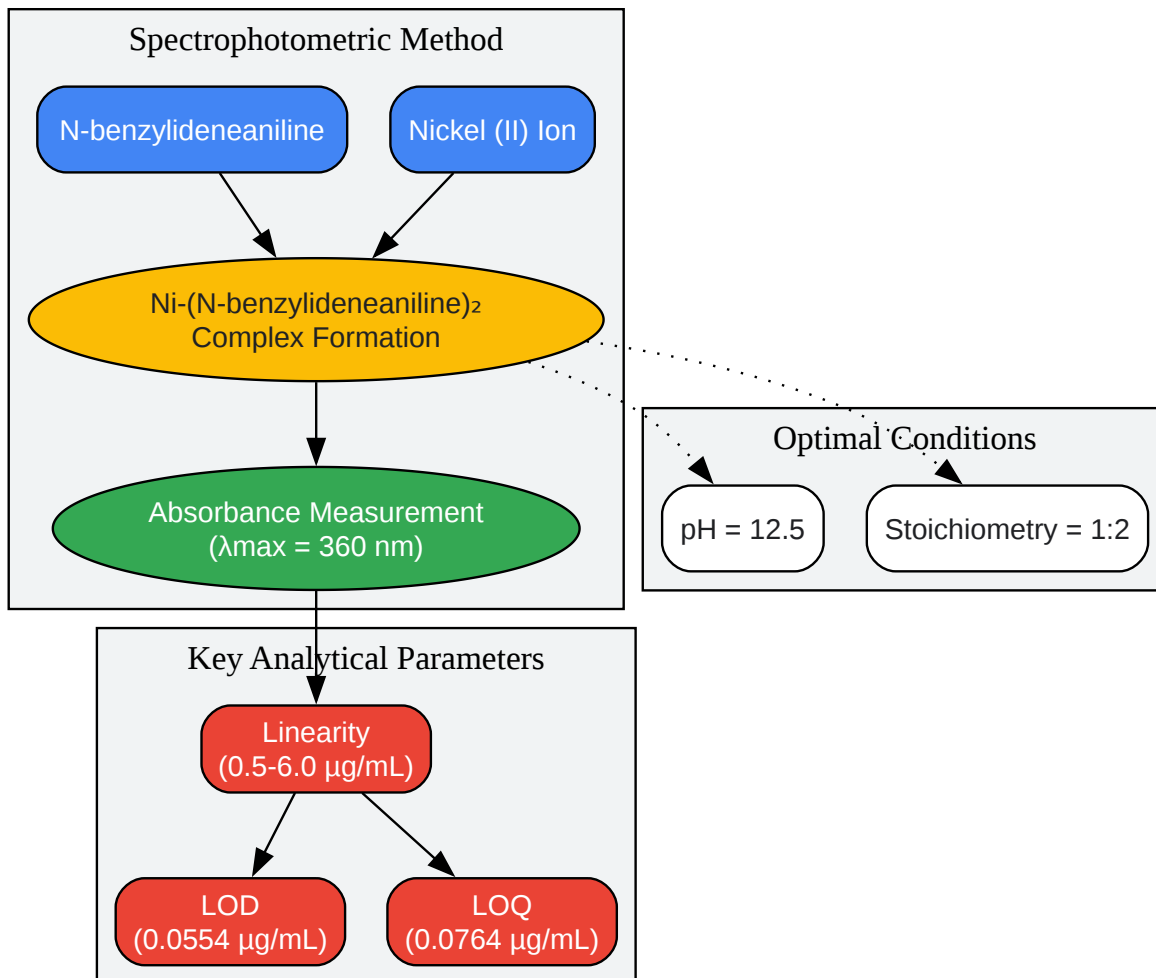 Spectrophotometric Method
N-benzylideneaniline
Nickel (II) Ion
Ni-(N-benzylideneaniline)₂
Complex Formation
Absorbance Measurement
(λmax = 360 nm)
Optimal Conditions
pH = 12.5
Stoichiometry = 1:2
Key Analytical Parameters
Linearity
(0.5-6.0 µg/mL)
LOD
(0.0554 µg/mL)
LOQ
(0.0764 µg/mL)